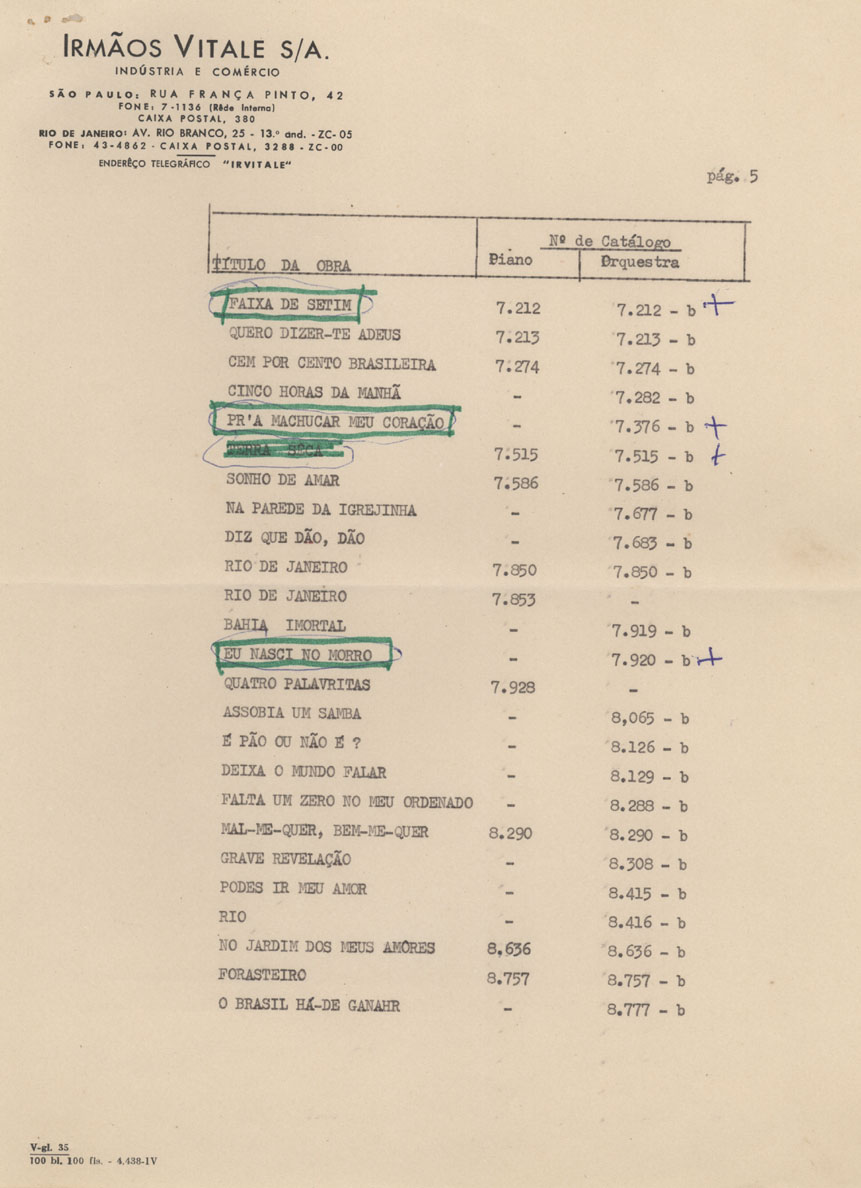 IRMÃOS VITALE S/A.
INDÚSTRIA E COMÉRCIO
SÃO PAULO: RUA FRANÇA PINTO, 42
FONE: 7-1136 (Rêde Interna)
CAIXA POSTAL, 380
RIO DE JANEIRO: AV. RIO BRANCO, 25 - 13.º and. - ZC-05
FONE: 43-4862 - CAIXA POSTAL, 3288 - ZC-00
ENDERÊÇO TELEGRÁFICO "IRVITALE"
pág. 5
Nº de Catálogo
TÍTULO DA OBRA Piano Orquestra
FAIXA DE SETIM 7.212 7.212 - b +
QUERO DIZER-TE ADEUS 7.213 7.213 - b
CEM POR CENTO BRASILEIRA 7.274 7.274 - b
CINCO HORAS DA MANHÃ - 7.282 - b
PR'A MACHUCAR MEU CORAÇÃO - 7.376 - b +
TERRA SECA 7.515 7.515 - b +
SONHO DE AMAR 7.586 7.586 - b
NA PAREDE DA IGREJINHA - 7.677 - b
DIZ QUE DÃO, DÃO - 7.683 - b
RIO DE JANEIRO 7.850 7.850 - b
RIO DE JANEIRO 7.853 -
BAHIA IMORTAL - 7.919 - b
EU NASCI NO MORRO - 7.920 - b +
QUATRO PALAVRITAS 7.928 -
ASSOBIA UM SAMBA - 8,065 - b
É PÃO OU NÃO É ? - 8.126 - b
DEIXA O MUNDO FALAR - 8.129 - b
FALTA UM ZERO NO MEU ORDENADO - 8.288 - b
MAL-ME-QUER, BEM-ME-QUER 8.290 8.290 - b
GRAVE REVELAÇÃO - 8.308 - b
PODES IR MEU AMOR - 8.415 - b
RIO - 8.416 - b
NO JARDIM DOS MEUS AMÔRES 8.636 8.636 - b
FORASTEIRO 8.757 8.757 - b
O BRASIL HÁ-DE GANAHR - 8.777 - b
V-gl. 35
100 bl. 100 fls. - 4.438-IV